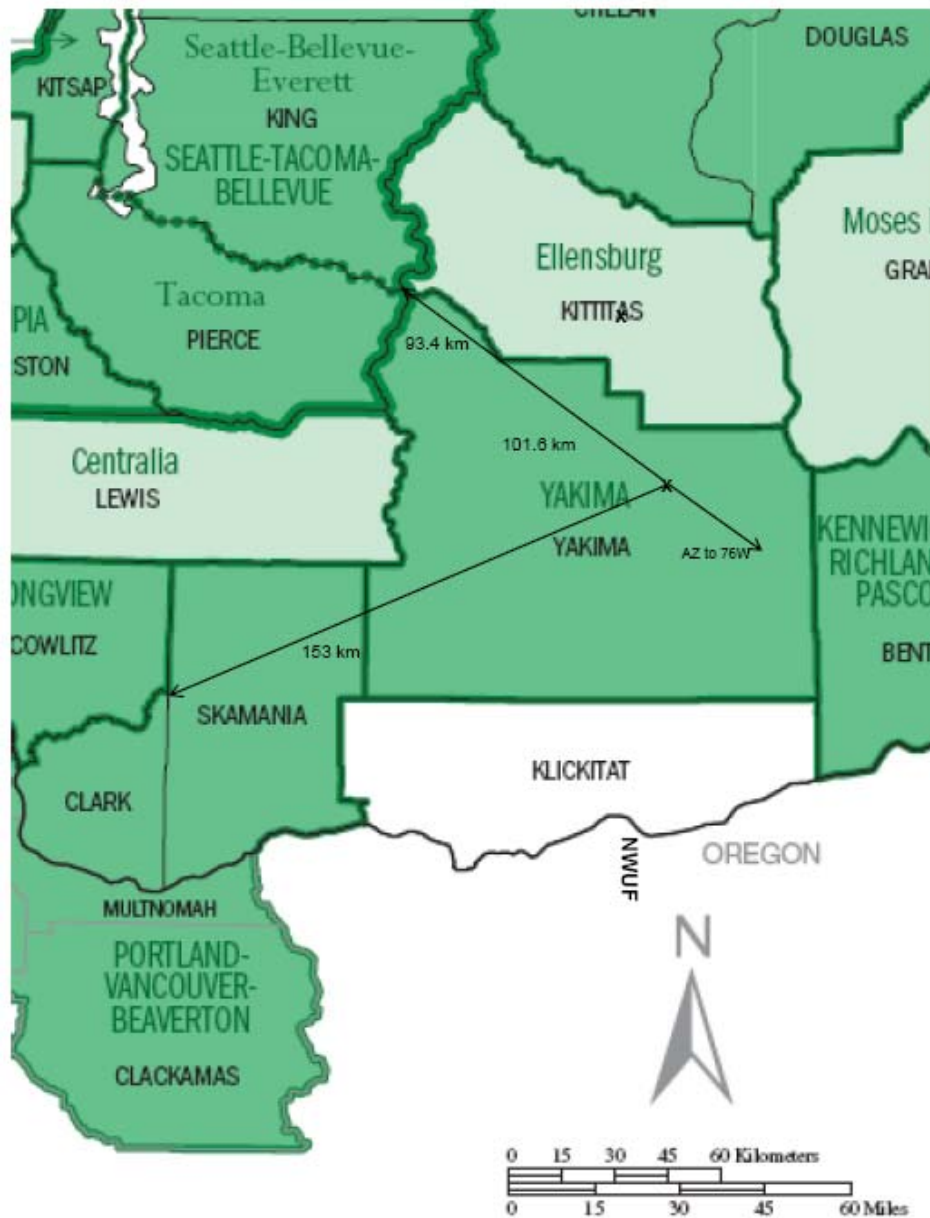 CHELAN
DOUGLAS
Seattle-Bellevue-
Everett
KITSAP
KING
SEATTLE-TACOMA-
BELLEVUE
Moses
Ellensburg
GRA
Tacoma
KITTITAS
x
PIA
PIERCE
93.4 km
STON
101.6 km
Centralia
LEWIS
YAKIMA
x
KENNEWI
YAKIMA
AZ to 76W
RICHLAN
PASCO
ONGVIEW
COWLITZ
153 km
BENT
SKAMANIA
KLICKITAT
CLARK
OREGON
NWUF
MULTNOMAH
N
PORTLAND-
VANCOUVER-
BEAVERTON
CLACKAMAS
0 15 30 45 60 Kilometers
0 15 30 45 60 Miles